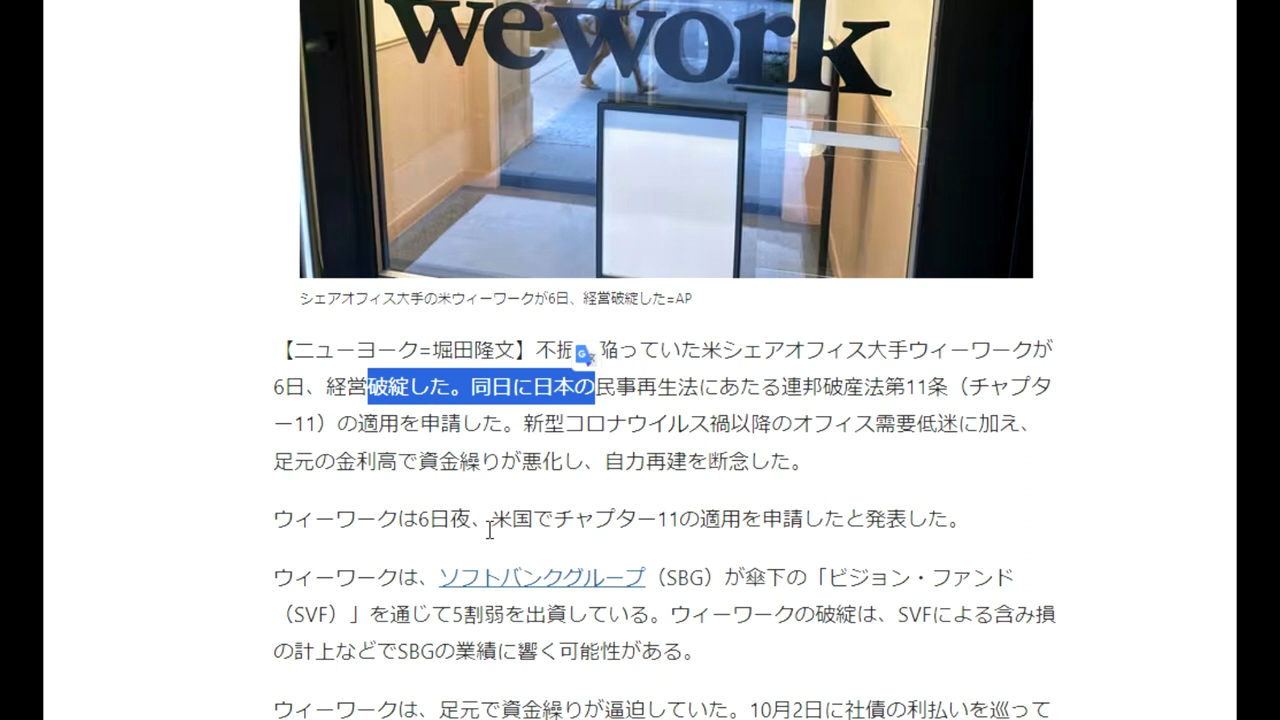 wework
シェアオフィス大手の米ウィーワークが6日、経営破綻した=AP
【ニューヨーク=堀田隆文】不振 陥っていた米シェアオフィス大手ウィーワークが
6日、経営破綻した。同日に日本の民事再生法にあたる連邦破産法第11条（チャプタ
ー11）の適用を申請した。新型コロナウイルス禍以降のオフィス需要低迷に加え、
足元の金利高で資金繰りが悪化し、自力再建を断念した。
ウィーワークは6日夜、米国でチャプター11の適用を申請したと発表した。
ウィーワークは、ソフトバンクグループ（SBG）が傘下の「ビジョン・ファンド
（SVF）」を通じて5割弱を出資している。ウィーワークの破綻は、SVFによる含み損
の計上などでSBGの業績に響く可能性がある。
ウィーワークは、足元で資金繰りが逼迫していた。10月2日に社債の利払いを巡って